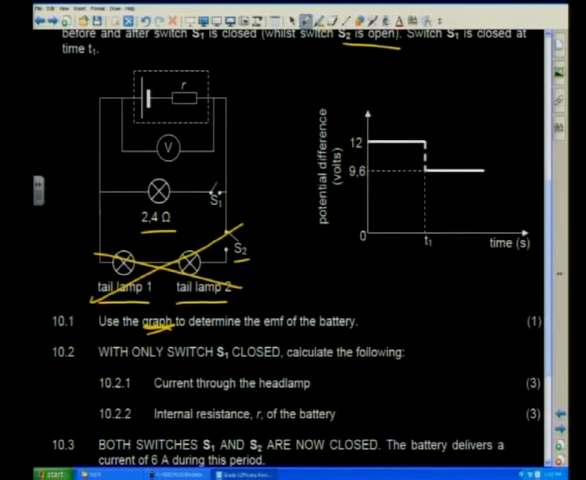 before and after switch S1 is closed (whilst switch S2 is open). Switch S1 is closed at
time t1.
r
V
S1
2,4 Ω
S2
tail lamp 1
tail lamp 2
potential difference
(volts)
12
9,6
0
t1
time (s)
10.1 Use the graph to determine the emf of the battery. (1)
10.2 WITH ONLY SWITCH S1 CLOSED, calculate the following:
10.2.1 Current through the headlamp (3)
10.2.2 Internal resistance, r, of the battery (3)
10.3 BOTH SWITCHES S1 AND S2 ARE NOW CLOSED. The battery delivers a
current of 6 A during this period.
start